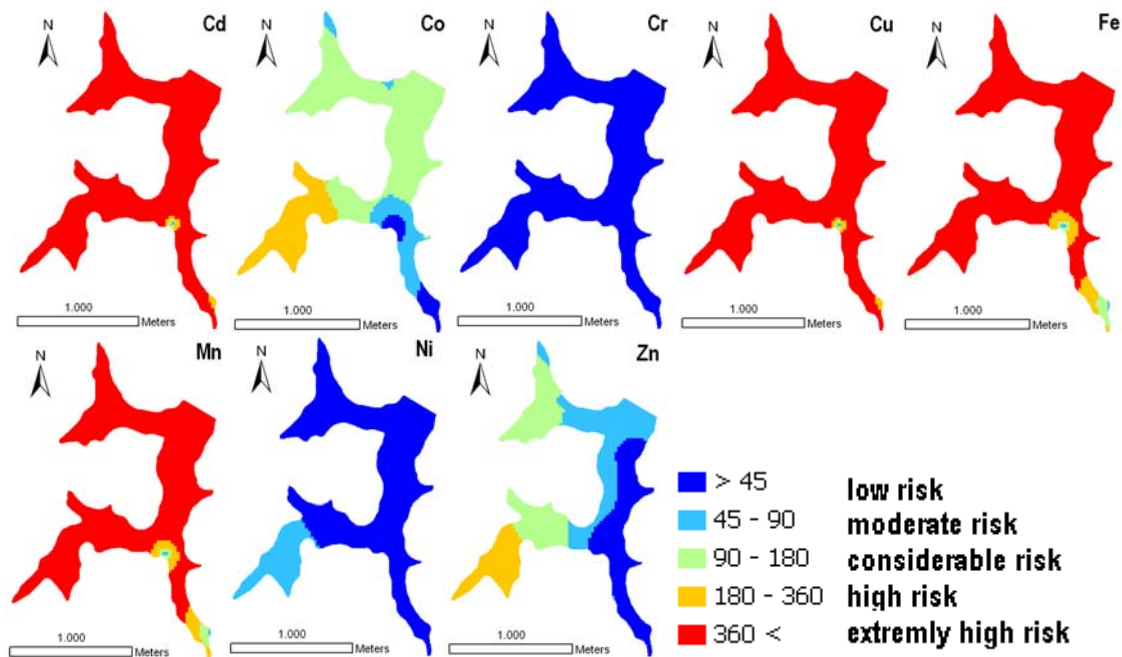 N Cd
N Co
N Cr
N Cu
N Fe
1.000
Meters
1.000
Meters
1.000
Meters
1.000
Meters
1.000
Meters
N Mn
N Ni
N Zn
1.000
Meters
1.000
Meters
1.000
Meters
> 45 low risk
45 - 90 moderate risk
90 - 180 considerable risk
180 - 360 high risk
360 < extremly high risk